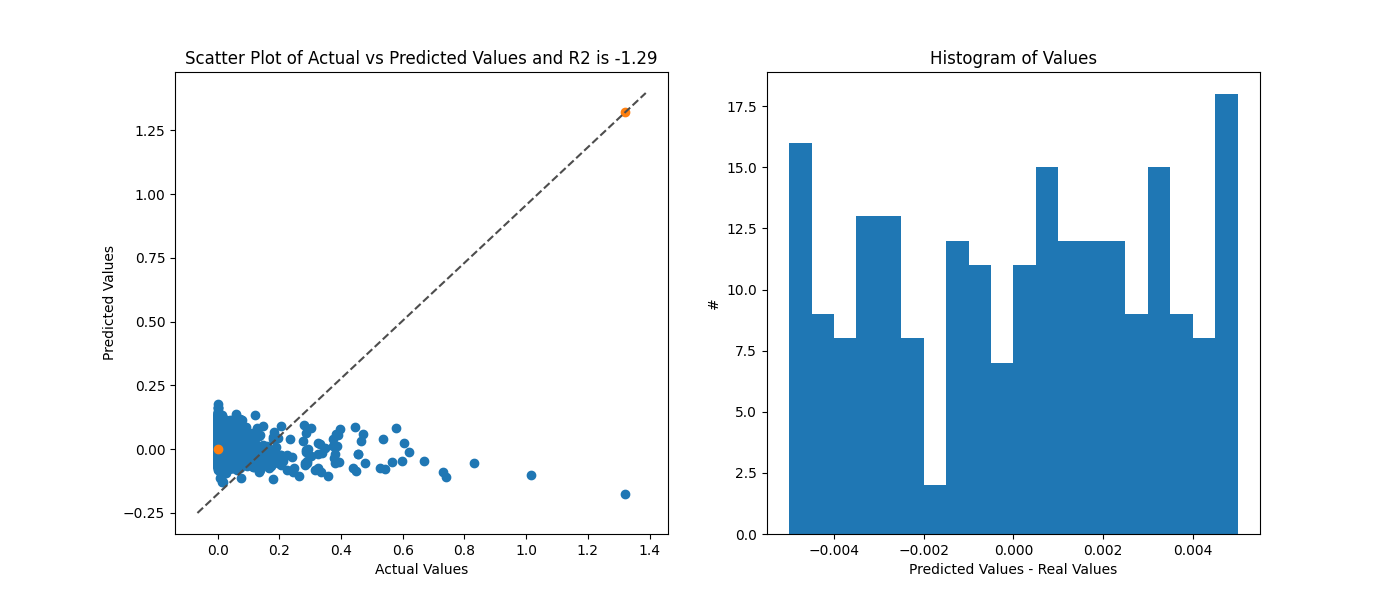 Scatter Plot of Actual vs Predicted Values and R2 is -1.29
Predicted Values
1.25
1.00
0.75
0.50
0.25
0.00
−0.25
0.0 0.2 0.4 0.6 0.8 1.0 1.2 1.4
Actual Values
Histogram of Values
#
17.5
15.0
12.5
10.0
7.5
5.0
2.5
0.0
−0.004 −0.002 0.000 0.002 0.004
Predicted Values - Real Values